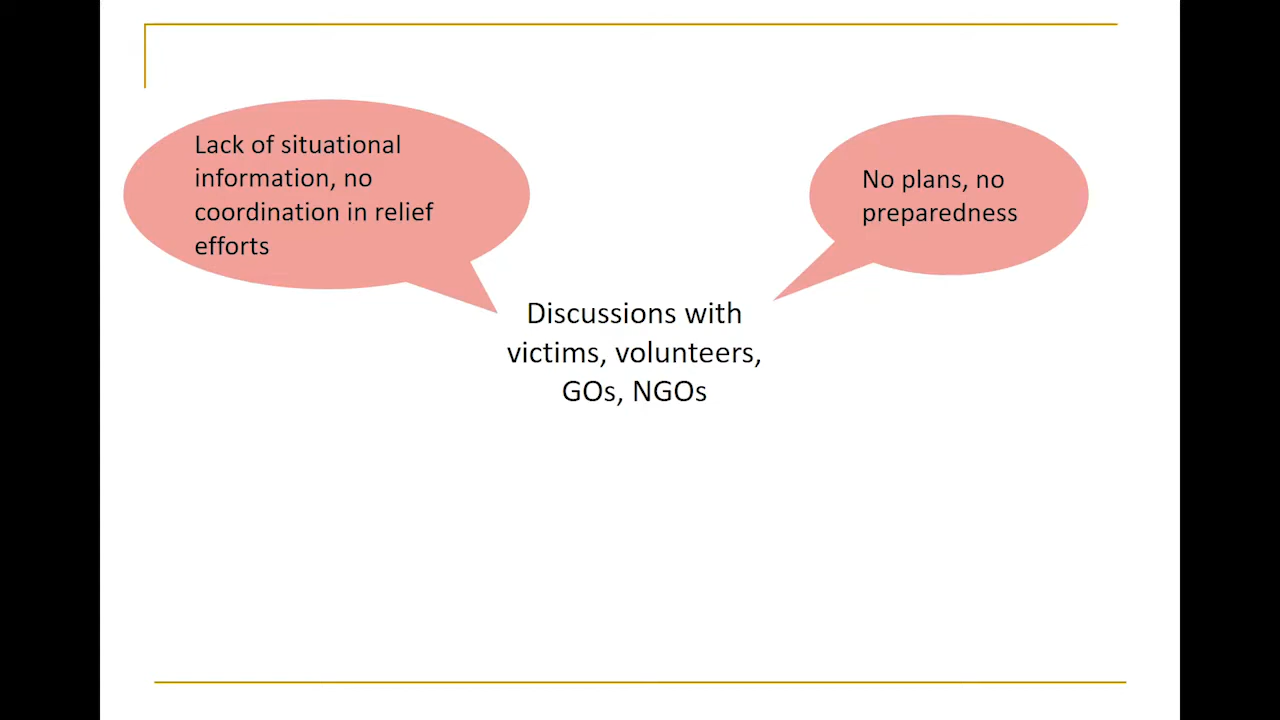 Lack of situational
information, no
coordination in relief
efforts
No plans, no
preparedness
Discussions with
victims, volunteers,
GOs, NGOs